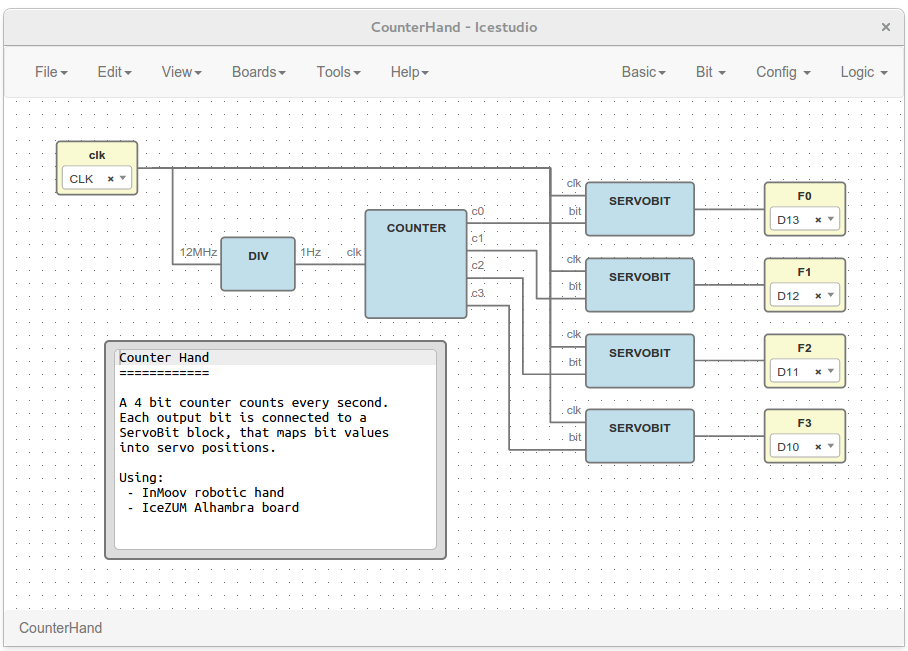 CounterHand - Icestudio ×
File Edit View Boards Tools Help Basic Bit Config Logic
clk
CLK ×
12MHz DIV 1Hz
clk COUNTER c0
c1
c2
c3
clk SERVOBIT
bit
F0
D13 ×
clk SERVOBIT
bit
F1
D12 ×
clk SERVOBIT
bit
F2
D11 ×
clk SERVOBIT
bit
F3
D10 ×
Counter Hand
============
A 4 bit counter counts every second.
Each output bit is connected to a
ServoBit block, that maps bit values
into servo positions.
Using:
- InMoov robotic hand
- IceZUM Alhambra board
CounterHand